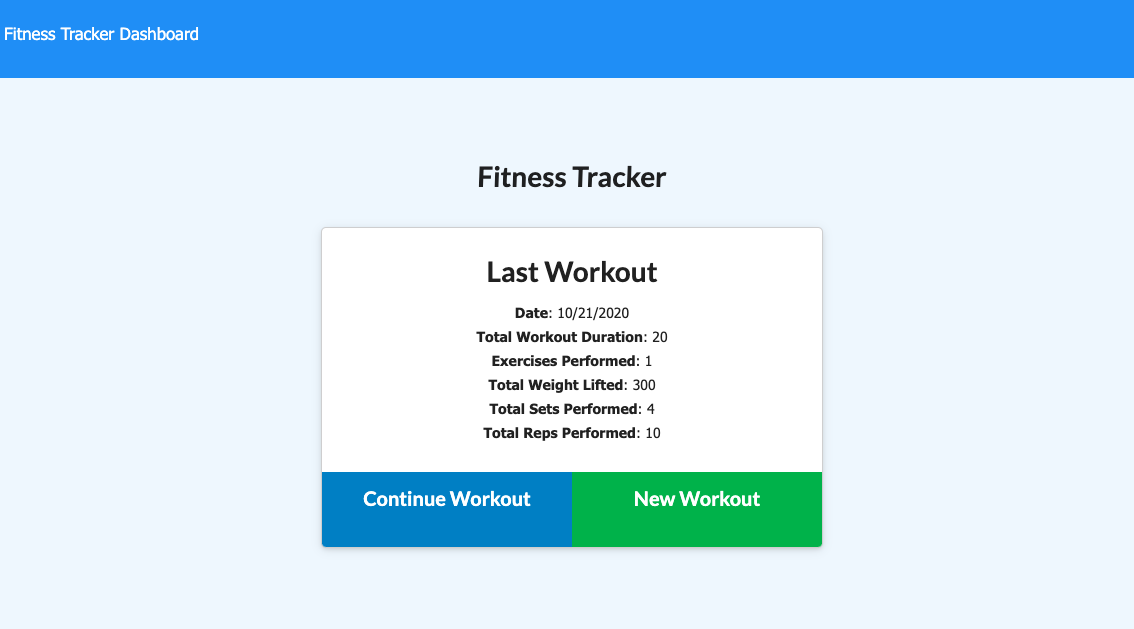 Fitness Tracker Dashboard
Fitness Tracker
Last Workout
Date: 10/21/2020
Total Workout Duration: 20
Exercises Performed: 1
Total Weight Lifted: 300
Total Sets Performed: 4
Total Reps Performed: 10
Continue Workout
New Workout